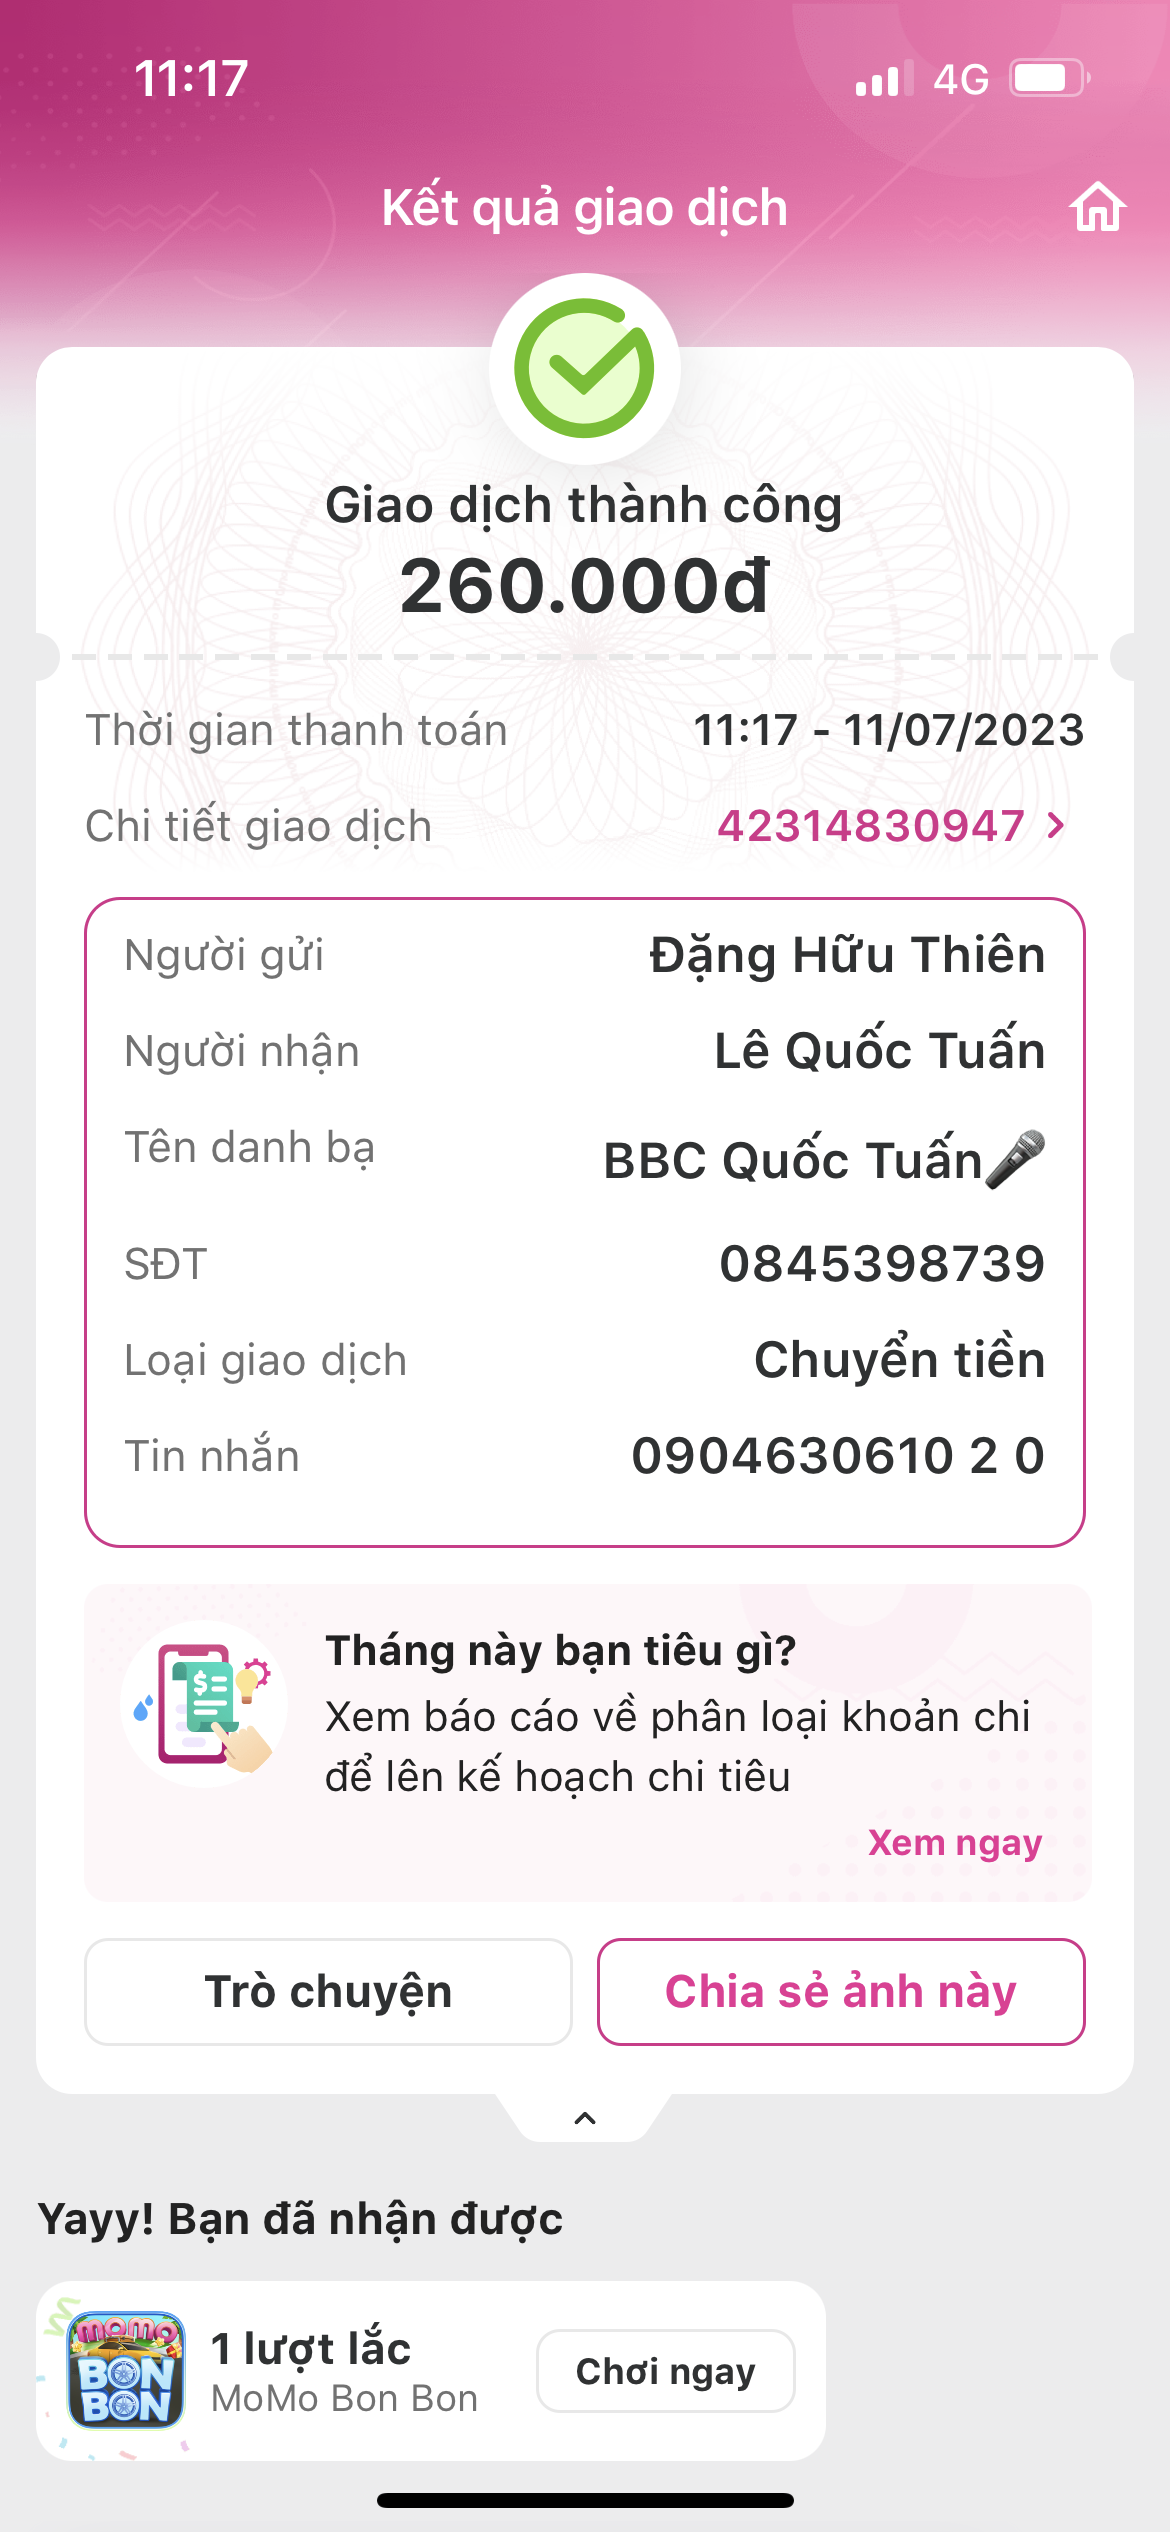 11:17
4G
Kết quả giao dịch
Giao dịch thành công
260.000đ
Thời gian thanh toán 11:17 - 11/07/2023
Chi tiết giao dịch 42314830947
Người gửi Đặng Hữu Thiên
Người nhận Lê Quốc Tuấn
Tên danh bạ BBC Quốc Tuấn🎤
SĐT 0845398739
Loại giao dịch Chuyển tiền
Tin nhắn 0904630610 2 0
Tháng này bạn tiêu gì?
Xem báo cáo về phân loại khoản chi
để lên kế hoạch chi tiêu
Xem ngay
Trò chuyện
Chia sẻ ảnh này
Yayy! Bạn đã nhận được
momo
BON
BON
1 lượt lắc
MoMo Bon Bon
Chơi ngay